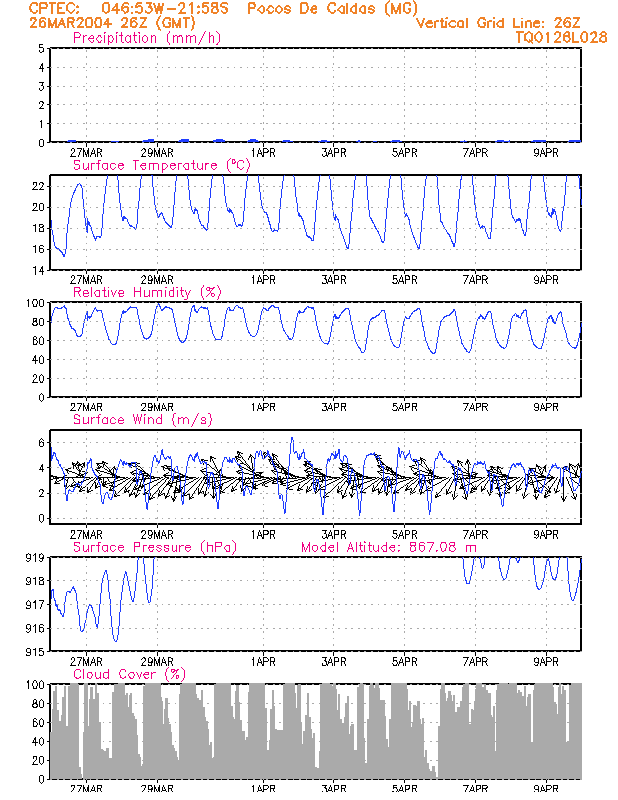 CPTEC: 046:53W-21:58S Pocos De Caldas (MG)
26MAR2004 26Z (GMT) Vertical Grid Line: 26Z
Precipitation (mm/h) TQ0126L028
5
4
3
2
1
0
27MAR 29MAR 1APR 3APR 5APR 7APR 9APR
Surface Temperature (°C)
22
20
18
16
14
27MAR 29MAR 1APR 3APR 5APR 7APR 9APR
Relative Humidity (%)
100
80
60
40
20
0
27MAR 29MAR 1APR 3APR 5APR 7APR 9APR
Surface Wind (m/s)
6
4
2
0
27MAR 29MAR 1APR 3APR 5APR 7APR 9APR
Surface Pressure (hPa) Model Altitude: 867.08 m
919
918
917
916
915
27MAR 29MAR 1APR 3APR 5APR 7APR 9APR
Cloud Cover (%)
100
80
60
40
20
0
27MAR 29MAR 1APR 3APR 5APR 7APR 9APR